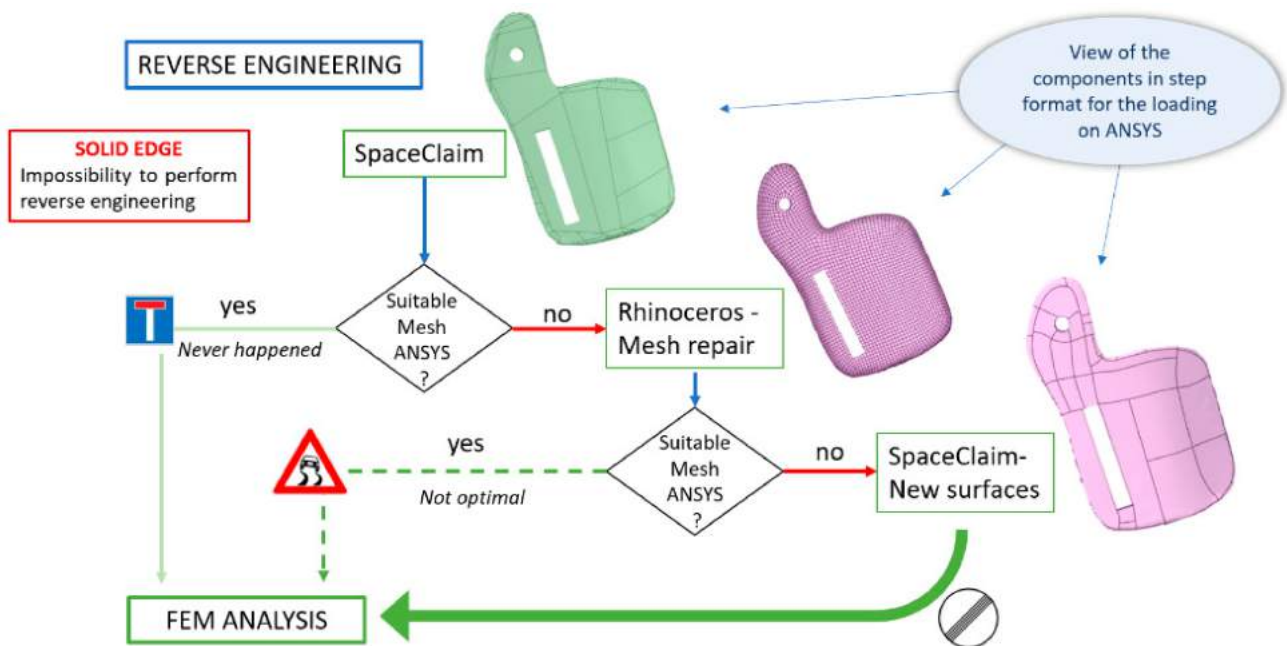 REVERSE ENGINEERING
View of the
components in step
format for the loading
on ANSYS
SOLID EDGE
Impossibility to perform
reverse engineering
SpaceClaim
yes
Never happened
Suitable
Mesh
ANSYS
?
no
Rhinoceros -
Mesh repair
yes
Not optimal
Suitable
Mesh
ANSYS
?
no
SpaceClaim-
New surfaces
FEM ANALYSIS